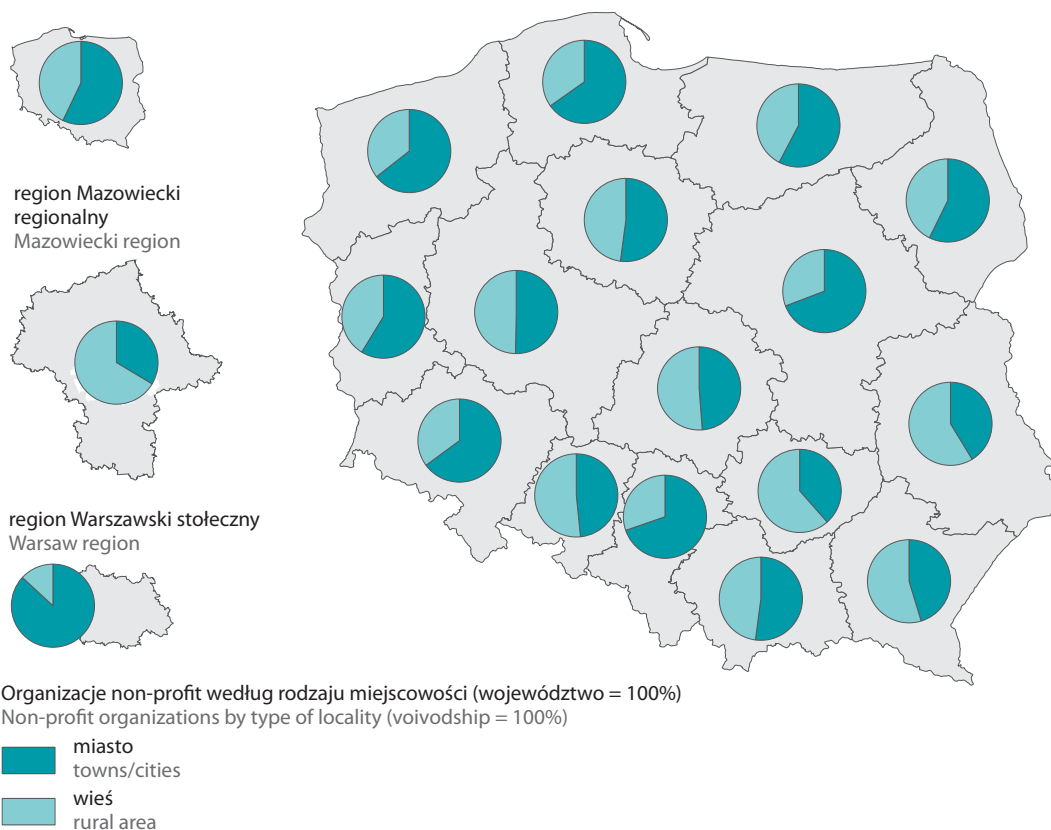 region Mazowiecki
regionalny
Mazowiecki region
region Warszawski stołeczny
Warsaw region
Organizacje non-profit według rodzaju miejscowości (województwo = 100%)
Non-profit organizations by type of locality (voivodship = 100%)
miasto
towns/cities
wieś
rural area